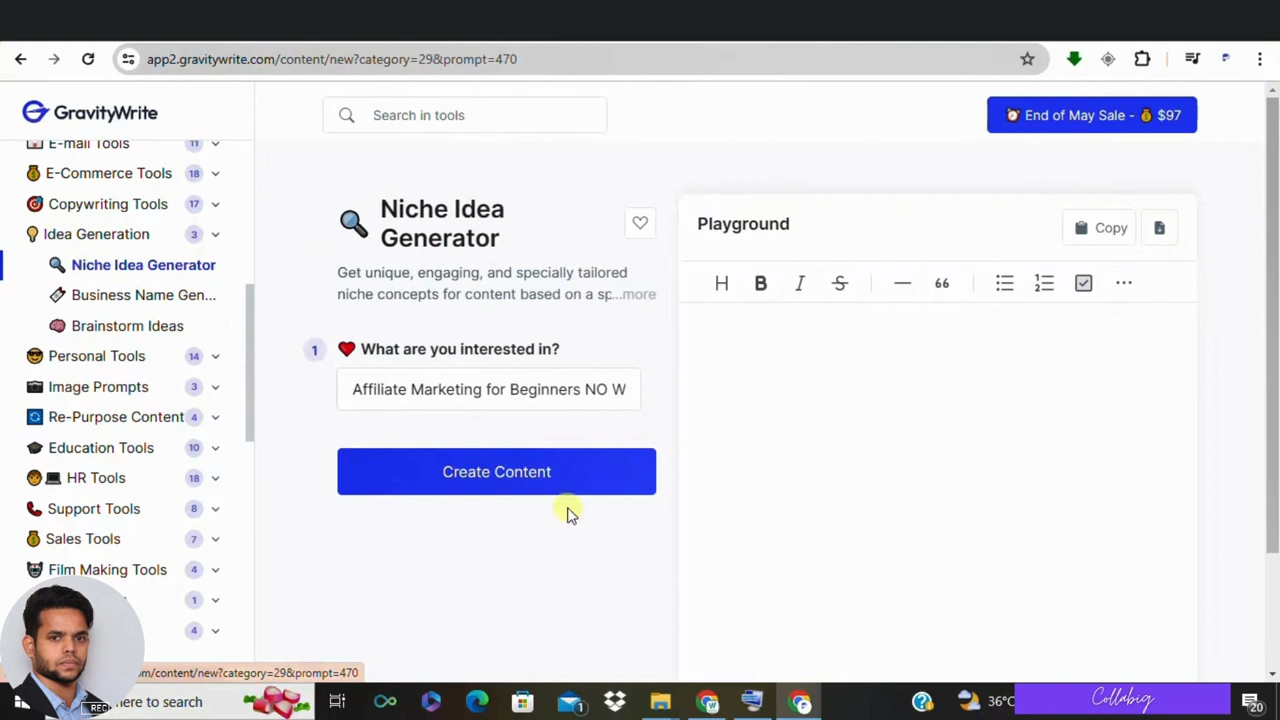 app2.gravitywrite.com/content/new?category=29&prompt=470
GravityWrite
Search in tools
End of May Sale - $97
E-mail Tools 11
E-Commerce Tools 18
Copywriting Tools 17
Idea Generation 3
Niche Idea Generator
Business Name Gen...
Brainstorm Ideas
Personal Tools 14
Image Prompts 3
Re-Purpose Content 4
Education Tools 10
HR Tools 18
Support Tools 8
Sales Tools 7
Film Making Tools 4
1
4
Niche Idea
Generator
Get unique, engaging, and specially tailored
niche concepts for content based on a sp...more
1 What are you interested in?
Affiliate Marketing for Beginners NO W
Create Content
Playground
Copy
H B I S 66
om/content/new?category=29&prompt=470
REC
here to search
1
36°C
Collabig
20